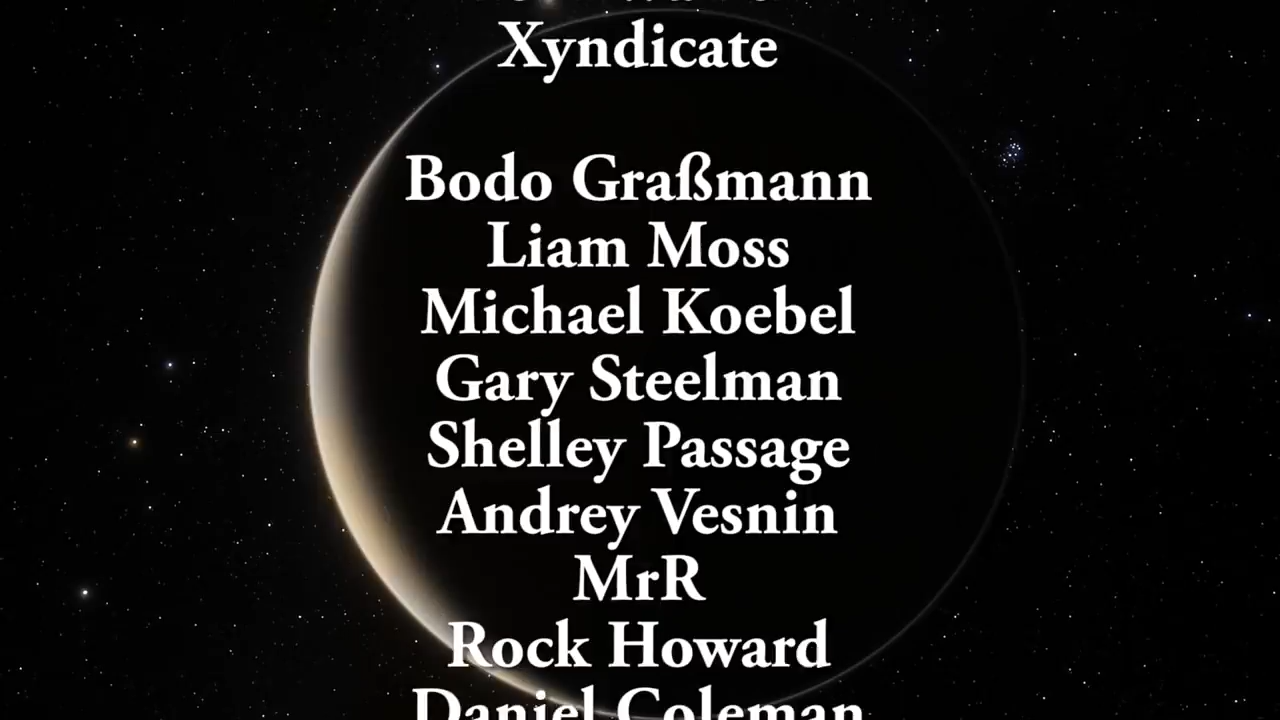 Xyndicate
Bodo Graßmann
Liam Moss
Michael Koebel
Gary Steelman
Shelley Passage
Andrey Vesnin
MrR
Rock Howard
Daniel Coleman